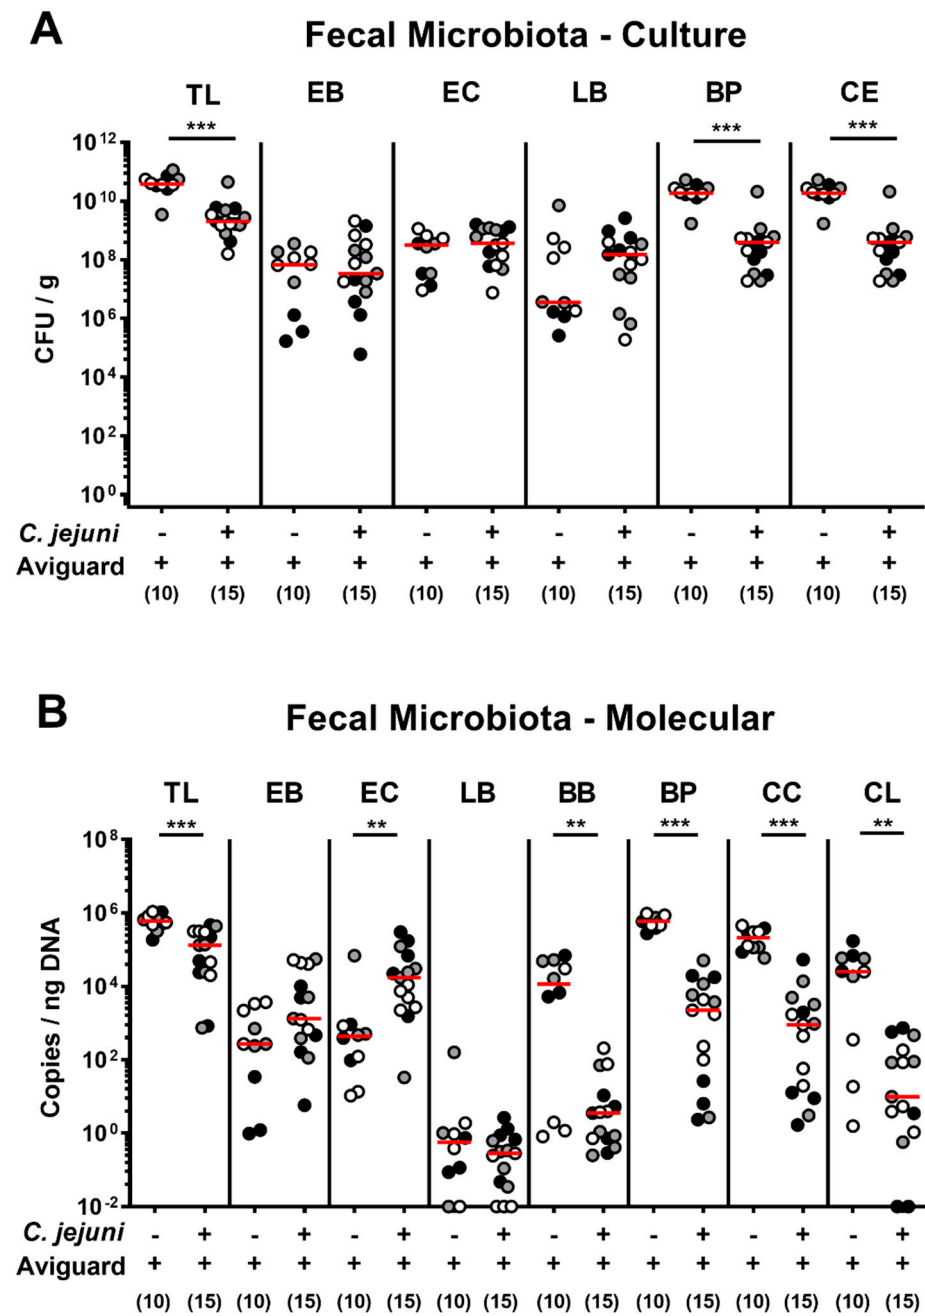 A Fecal Microbiota - Culture
TL EB EC LB BP CE
*** *** ***
10^12
10^10
10^8
10^6
10^4
10^2
10^0
CFU / g
C. jejuni - + - + - + - + - + - +
Aviguard + + + + + + + + + + + +
(10) (15) (10) (15) (10) (15) (10) (15) (10) (15) (10) (15)
B Fecal Microbiota - Molecular
TL EB EC LB BB BP CC CL
*** ** ** *** *** **
10^8
10^6
10^4
10^2
10^0
10^-2
Copies / ng DNA
C. jejuni - + - + - + - + - + - + - + - +
Aviguard + + + + + + + + + + + + + + + +
(10) (15) (10) (15) (10) (15) (10) (15) (10) (15) (10) (15) (10) (15) (10) (15)